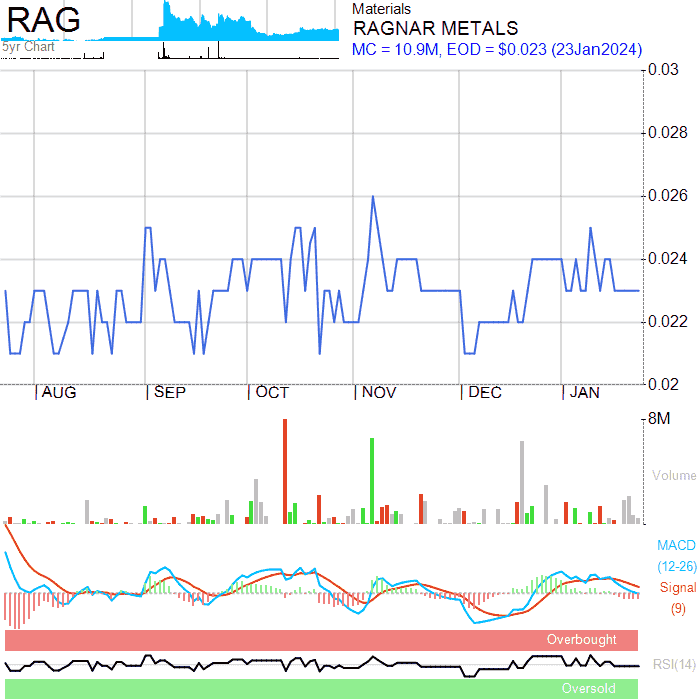 RAG
5yr Chart
Materials
RAGNAR METALS
MC = 10.9M, EOD = $0.023 (23Jan2024)
0.03
0.028
0.026
0.024
0.022
0.02
AUG SEP OCT NOV DEC JAN
8M
Volume
MACD
(12-26)
Signal
(9)
Overbought
RSI(14)
Oversold